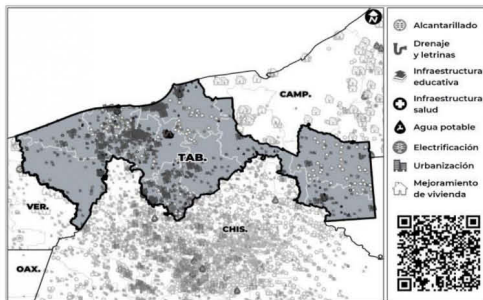 N
CAMP.
TAB.
VER.
CHIS.
OAX.
Alcantarillado
Drenaje
y letrinas
Infraestructura
educativa
Infraestructura
salud
Agua potable
Electrificación
Urbanización
Mejoramiento
de vivienda